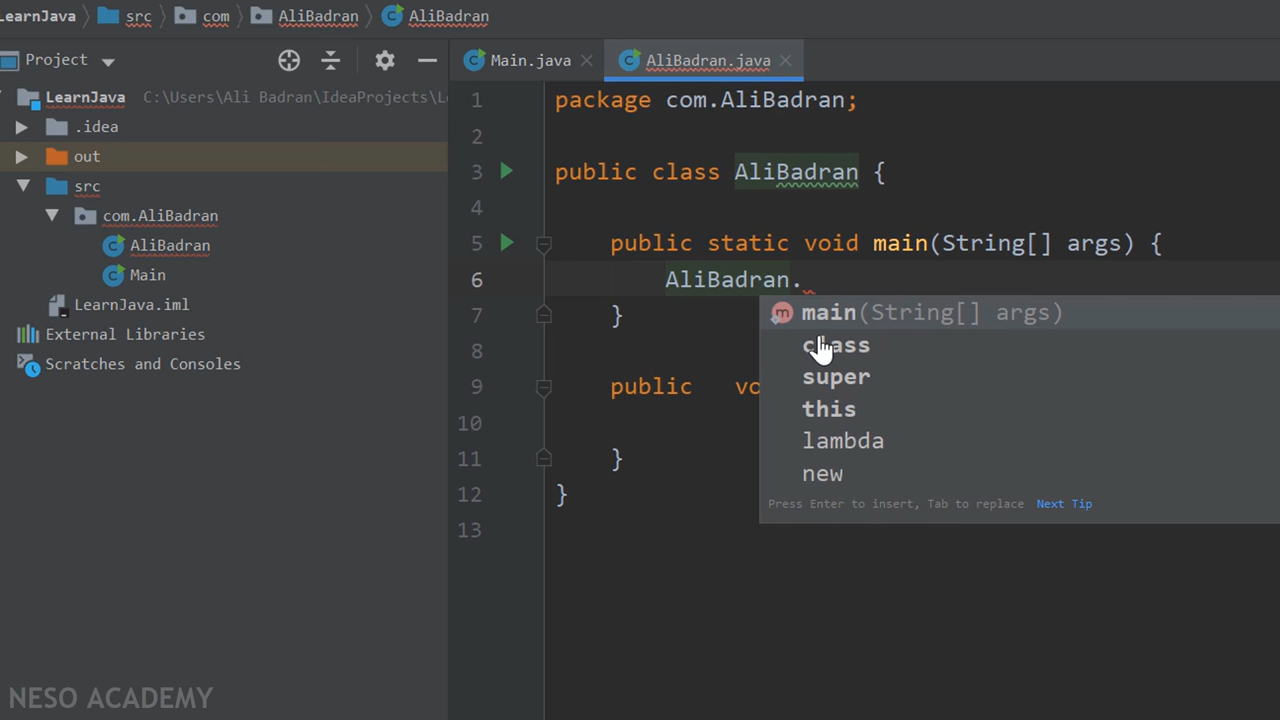 LearnJava src com AliBadran AliBadran
Project
Main.java AliBadran.java
LearnJava C:\Users\Ali Badran\IdeaProjects\Le
.idea
out
src
com.AliBadran
AliBadran
Main
LearnJava.iml
External Libraries
Scratches and Consoles
1 package com.AliBadran;
2
3 public class AliBadran {
4
5 public static void main(String[] args) {
6 AliBadran.
7 }
8
9 public vo
10
11 }
12 }
13
main(String[] args)
class
super
this
lambda
new
Press Enter to insert, Tab to replace Next Tip
NESO ACADEMY